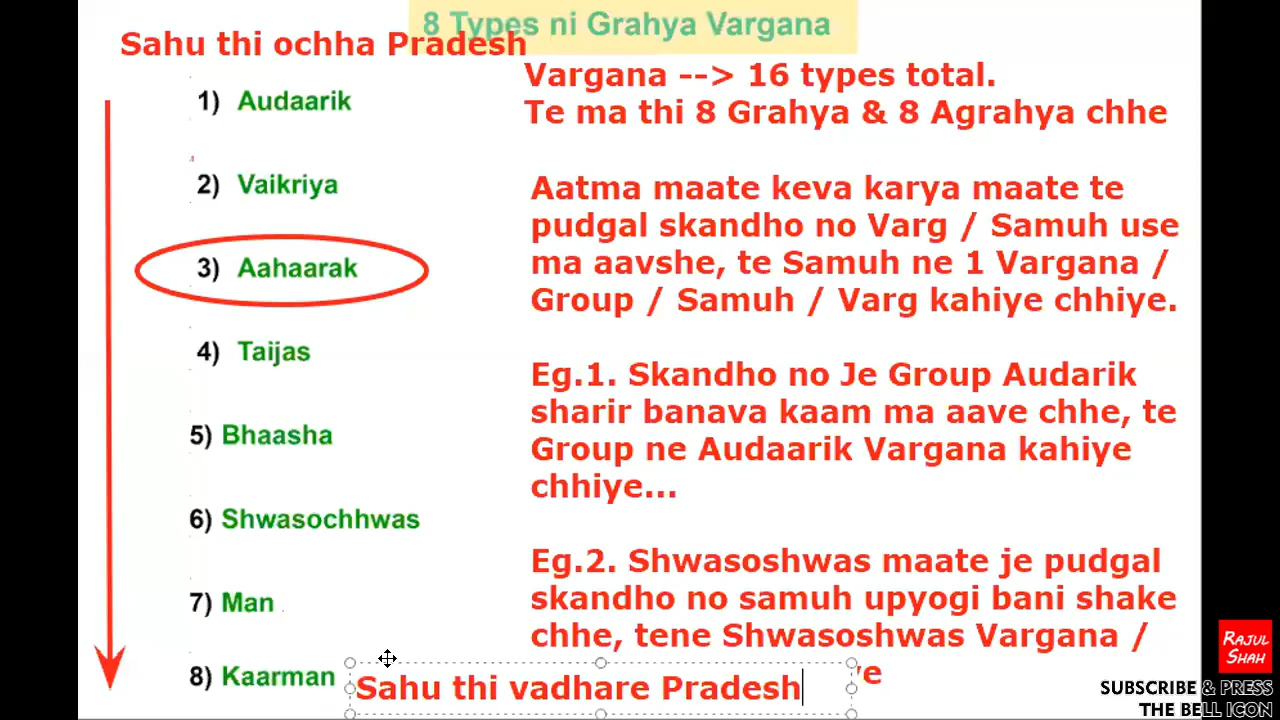 8 Types ni Grahya Vargana
Sahu thi ochha Pradesh
1) Audaarik
2) Vaikriya
3) Aahaarak
4) Taijas
5) Bhaasha
6) Shwasochhwas
7) Man
8) Kaarman
Vargana --> 16 types total.
Te ma thi 8 Grahya & 8 Agrahya chhe
Aatma maate keva karya maate te
pudgal skandho no Varg / Samuh use
ma aavshe, te Samuh ne 1 Vargana /
Group / Samuh / Varg kahiye chhiye.
Eg.1. Skandho no Je Group Audarik
sharir banava kaam ma aave chhe, te
Group ne Audaarik Vargana kahiye
chhiye...
Eg.2. Shwasoshwas maate je pudgal
skandho no samuh upyogi bani shake
chhe, tene Shwasoshwas Vargana /
Sahu thi vadhare Pradesh
RAJUL
SHAH
SUBSCRIBE & PRESS
THE BELL ICON